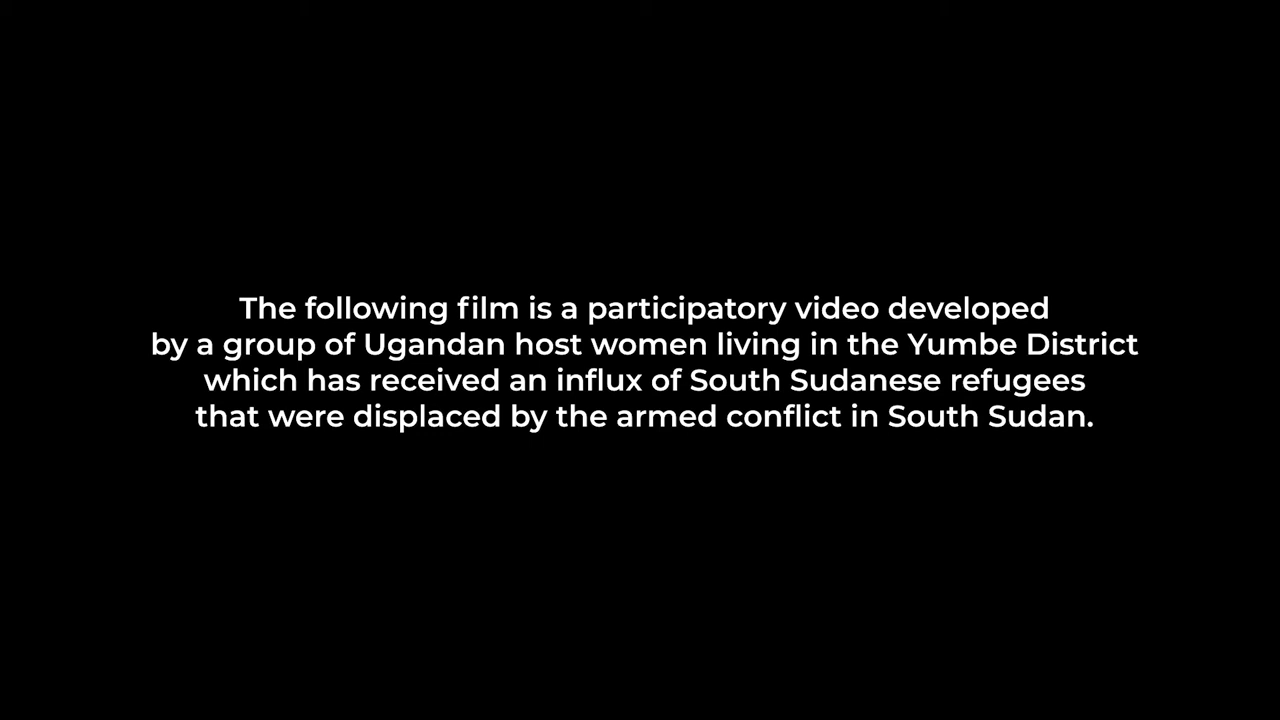 The following film is a participatory video developed
by a group of Ugandan host women living in the Yumbe District
which has received an influx of South Sudanese refugees
that were displaced by the armed conflict in South Sudan.